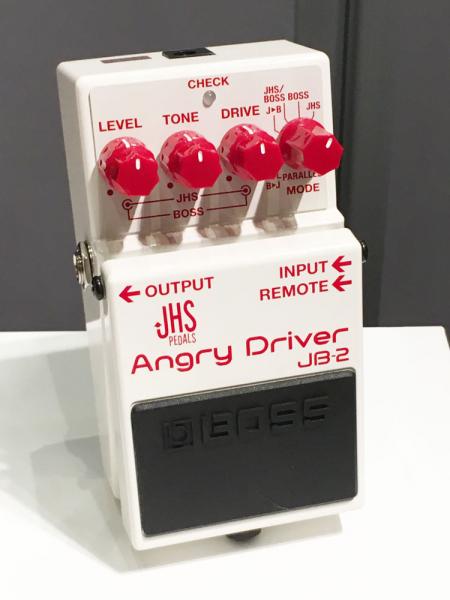 CHECK
LEVEL TONE DRIVE
JHS/
BOSS BOSS JHS
J▸B
PARALLEL
B▸J
MODE
JHS
BOSS
← OUTPUT
INPUT ←
REMOTE ←
JHS
PEDALS
Angry Driver
JB-2
BOSS